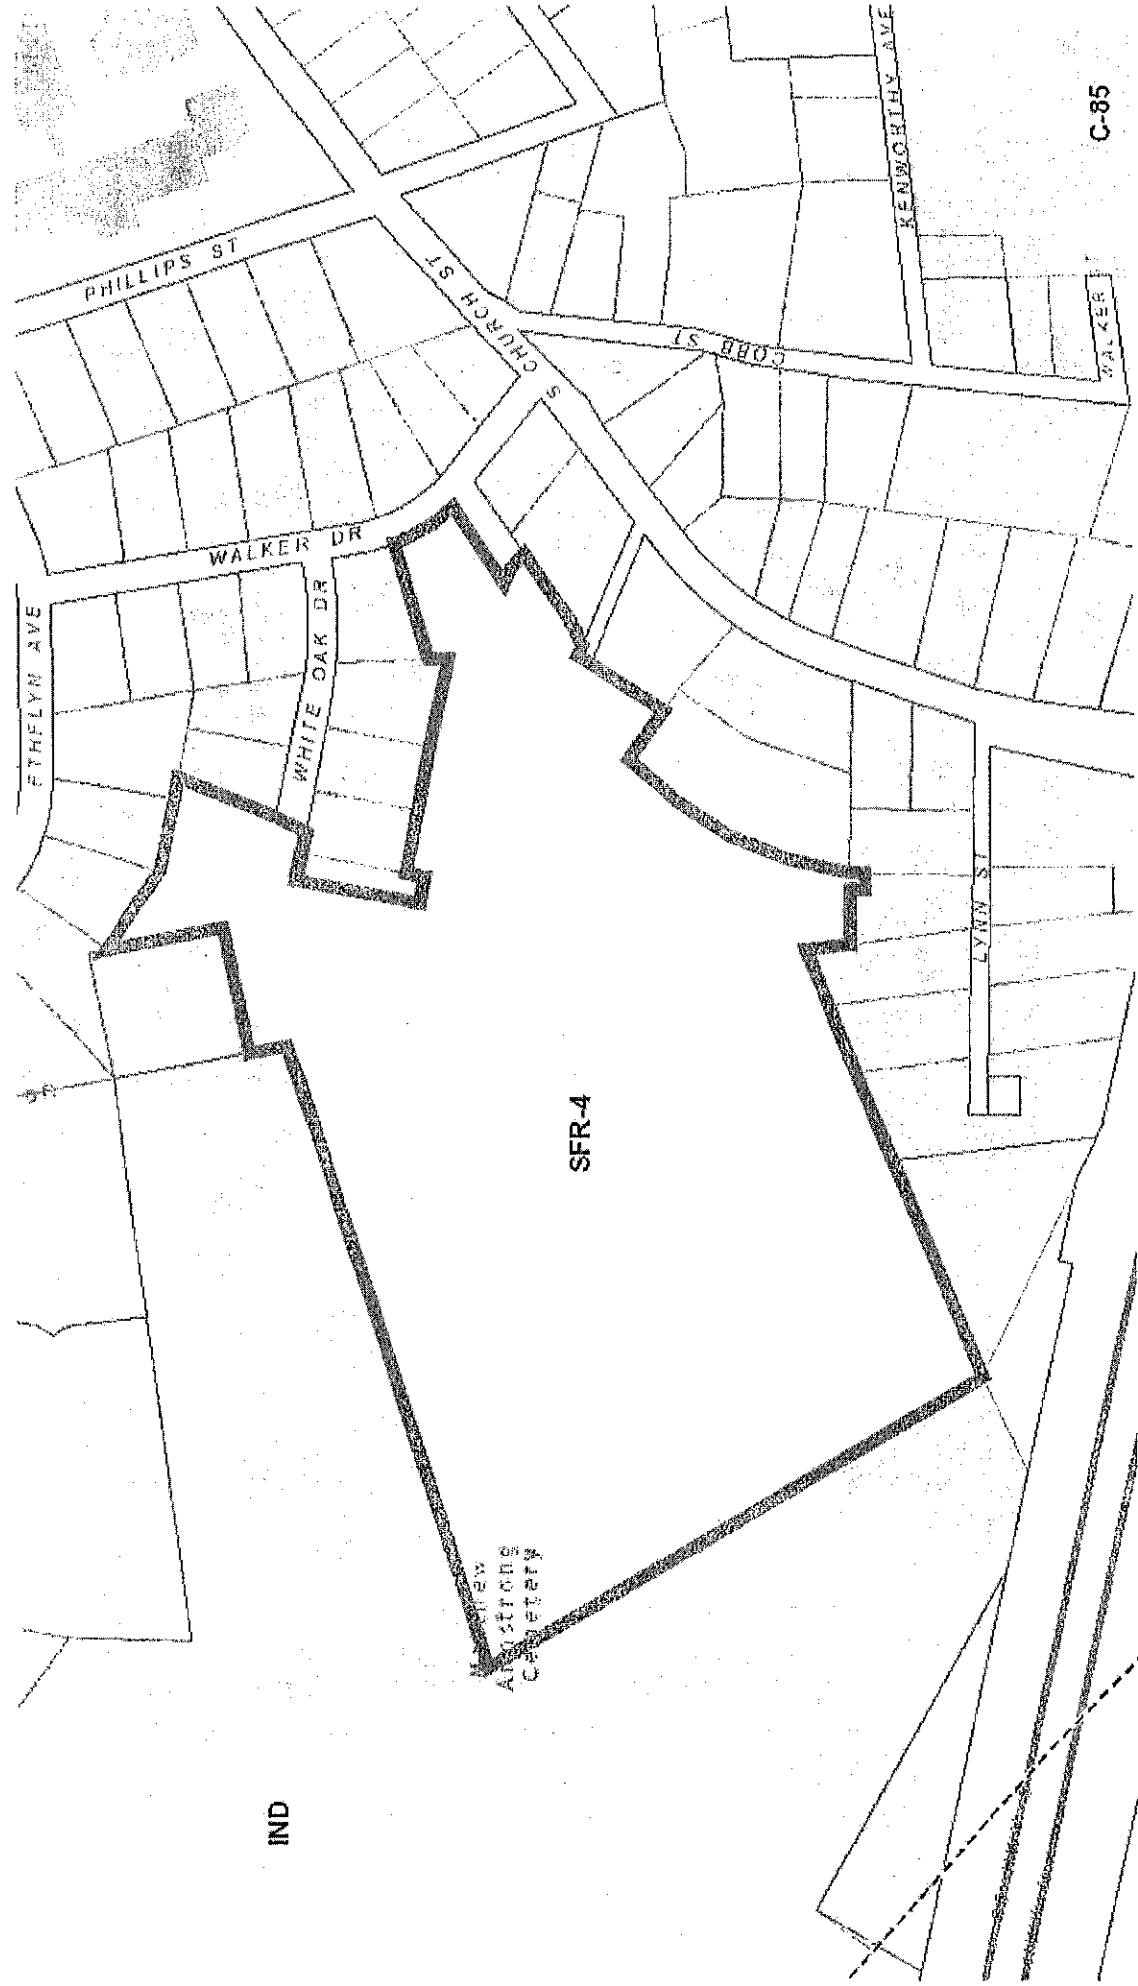 ETHELYN AVE
PHILLIPS ST
WALKER DR
WHITE OAK DR
S CHURCH ST
COBB ST
KENWORTHY AVE
WALKER
C-85
LYNN ST
SFR-4
Armstrong
Cemetery
IND